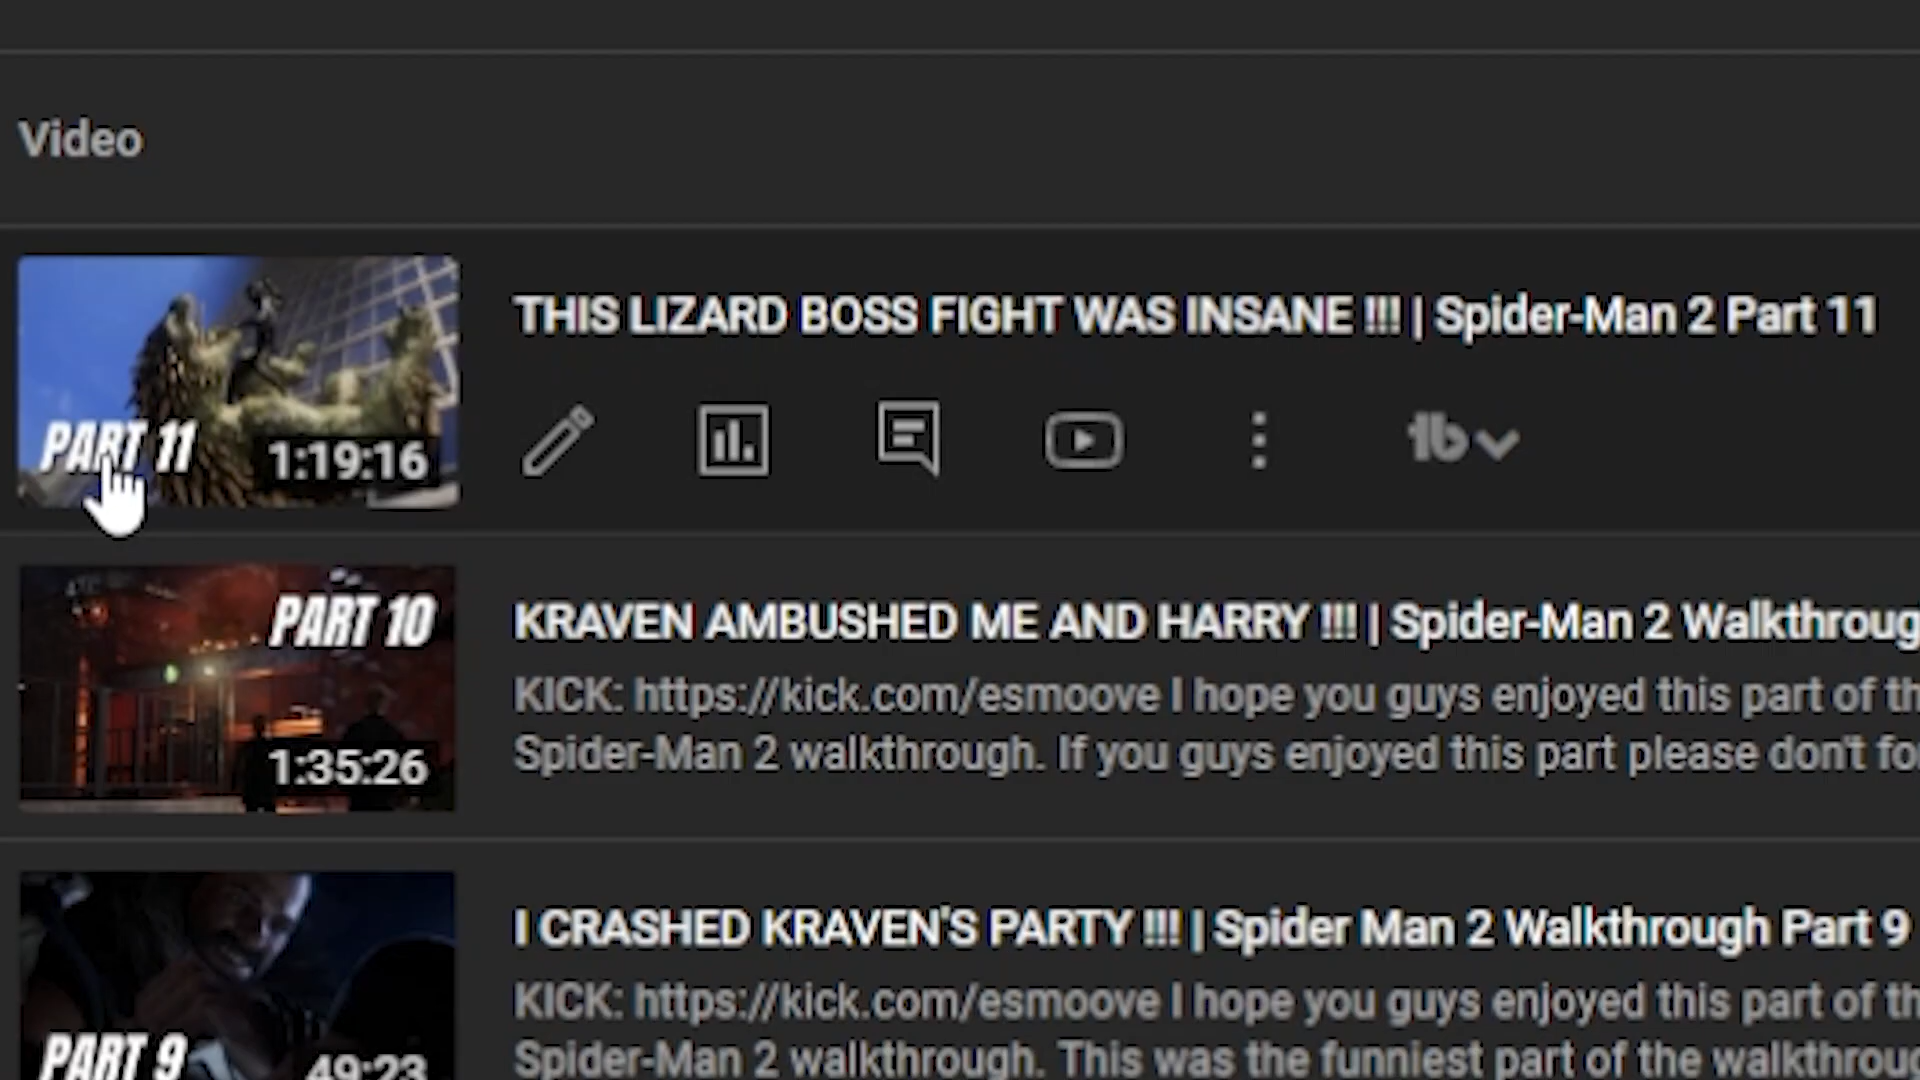 Video
THIS LIZARD BOSS FIGHT WAS INSANE !!! | Spider-Man 2 Part 11
PART 11
1:19:16
tb
PART 10
1:35:26
KRAVEN AMBUSHED ME AND HARRY !!! | Spider-Man 2 Walkthroug
KICK: https://kick.com/esmoove I hope you guys enjoyed this part of th
Spider-Man 2 walkthrough. If you guys enjoyed this part please don't fo
I CRASHED KRAVEN'S PARTY !!! | Spider Man 2 Walkthrough Part 9
KICK: https://kick.com/esmoove I hope you guys enjoyed this part of th
Spider-Man 2 walkthrough. This was the funniest part of the walkthroug
PART 9
49:23